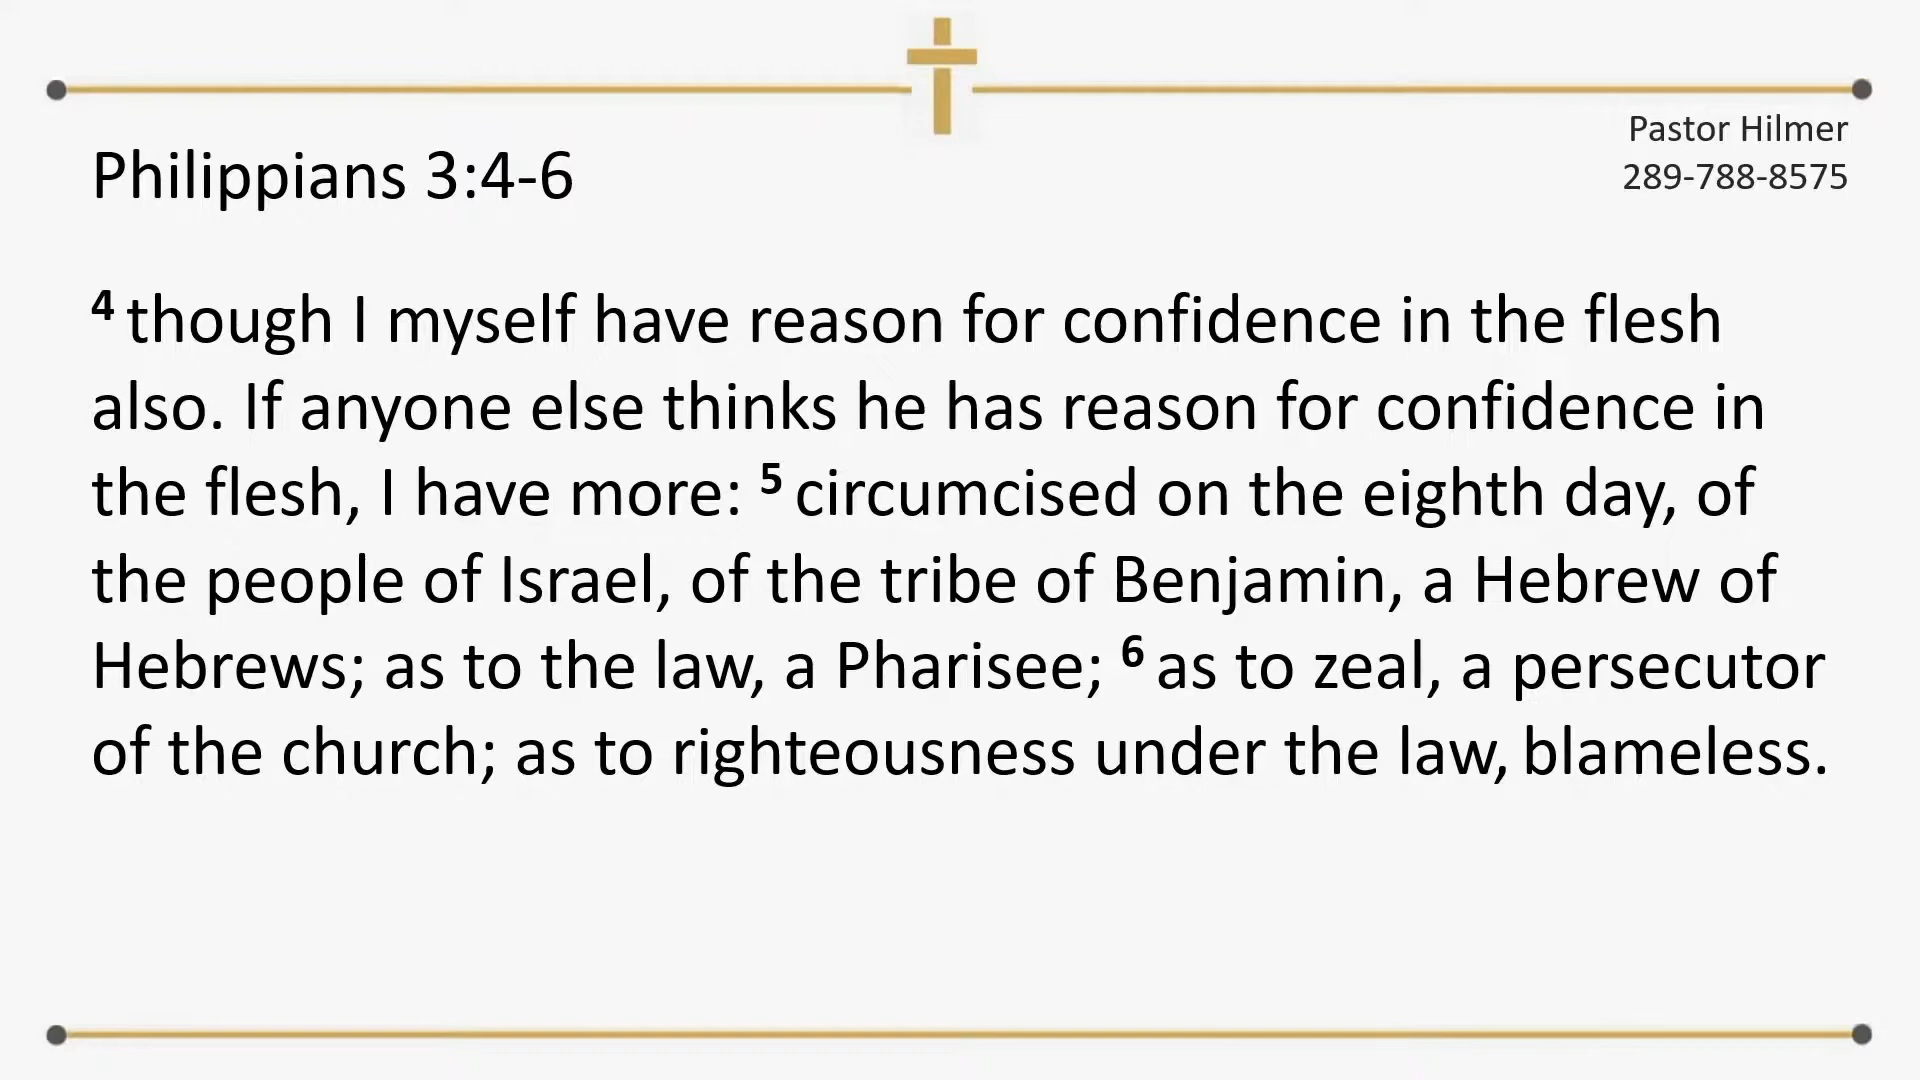 Pastor Hilmer
289-788-8575
Philippians 3:4-6
4 though I myself have reason for confidence in the flesh
also. If anyone else thinks he has reason for confidence in
the flesh, I have more: 5 circumcised on the eighth day, of
the people of Israel, of the tribe of Benjamin, a Hebrew of
Hebrews; as to the law, a Pharisee; 6 as to zeal, a persecutor
of the church; as to righteousness under the law, blameless.